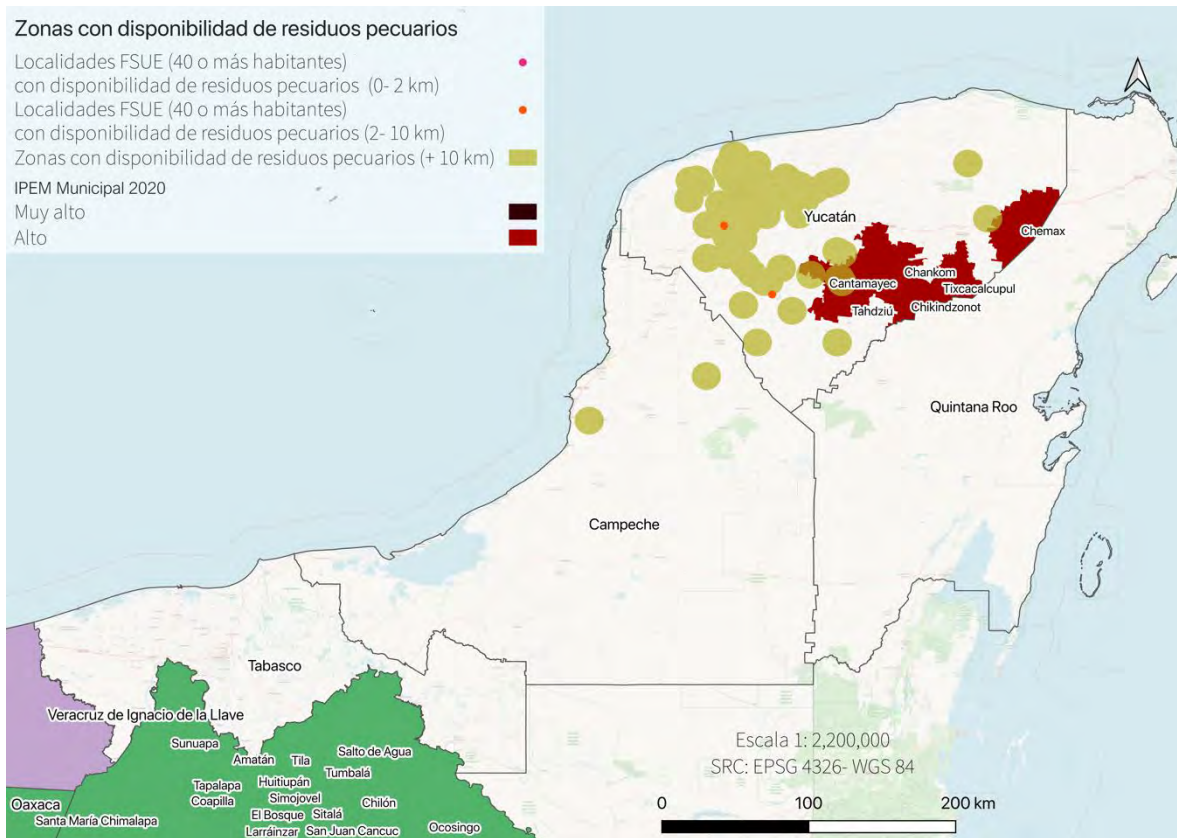 Zonas con disponibilidad de residuos pecuarios
Localidades FSUE (40 o más habitantes)
con disponibilidad de residuos pecuarios (0- 2 km)
Localidades FSUE (40 o más habitantes)
con disponibilidad de residuos pecuarios (2- 10 km)
Zonas con disponibilidad de residuos pecuarios (+ 10 km)
IPEM Municipal 2020
Muy alto
Alto
Yucatán
Chemax
Chankom
Cantamayec
Tixcacalcupul
Tahdziú
Chikindzonot
Quintana Roo
Campeche
Tabasco
Veracruz de Ignacio de la Llave
Sunuapa
Amatán
Tila
Salto de Agua
Tapalapa
Huitiupán
Tumbalá
Coapilla
Simojovel
Chilón
Oaxaca
El Bosque
Sitalá
Santa María Chimalapa
Larráinzar
San Juan Cancuc
Ocosingo
Escala 1: 2,200,000
SRC: EPSG 4326- WGS 84
0 100 200 km